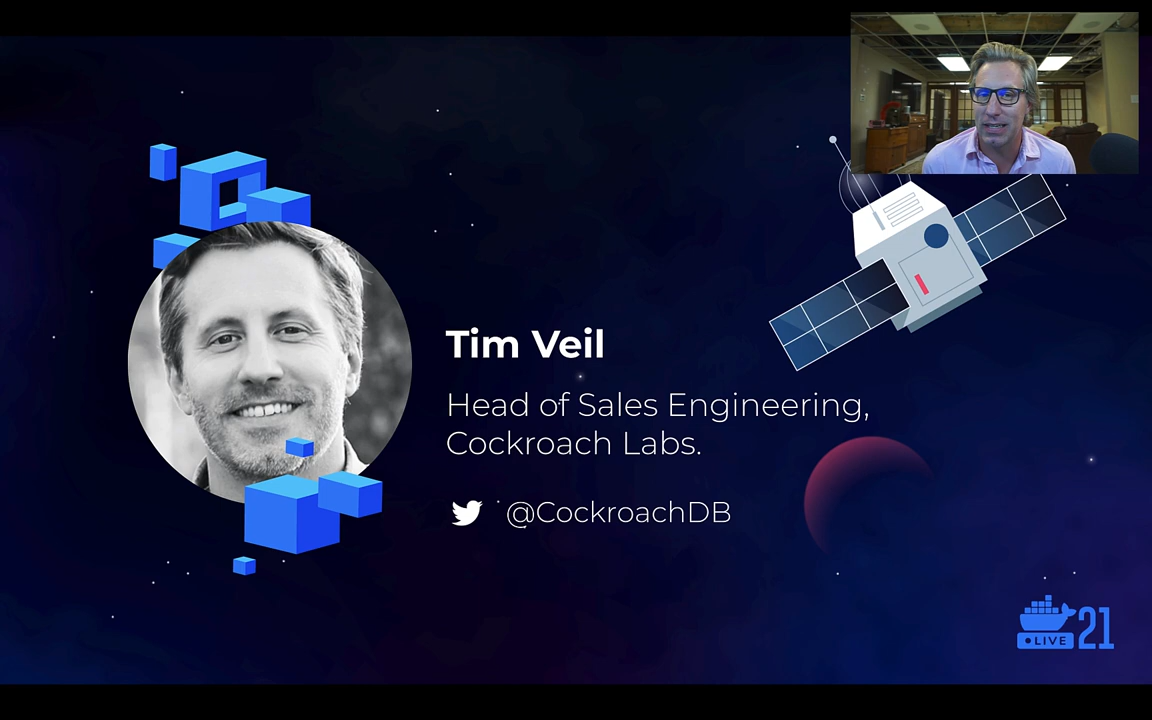 Tim Veil
Head of Sales Engineering,
Cockroach Labs.
@CockroachDB
LIVE 21